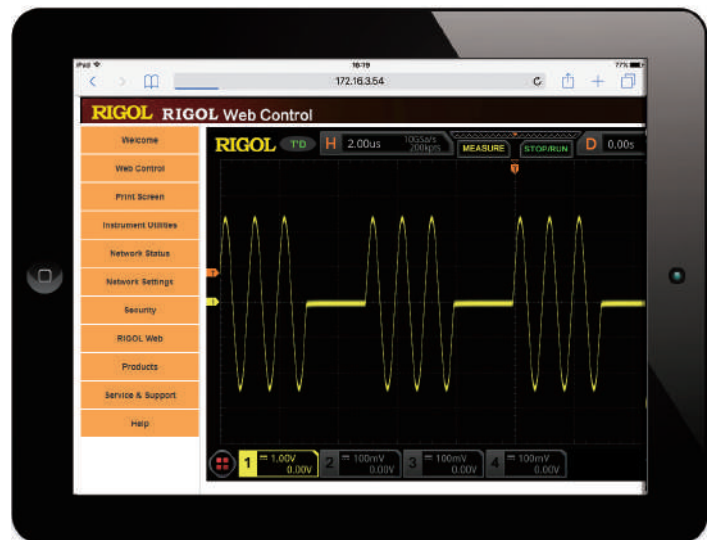 iPad 16:19 77%
172.16.3.54
RIGOL RIGOL Web Control
Welcome
Web Control
Print Screen
Instrument Utilities
Network Status
Network Settings
Security
RIGOL Web
Products
Service & Support
Help
RIGOL T'D H 2.00us 10GSa/s 200kpts MEASURE STOP/RUN D 0.00s
T
T
1
1 1.00V 0.00V
2 100mV 0.00V
3 100mV 0.00V
4 100mV 0.00V